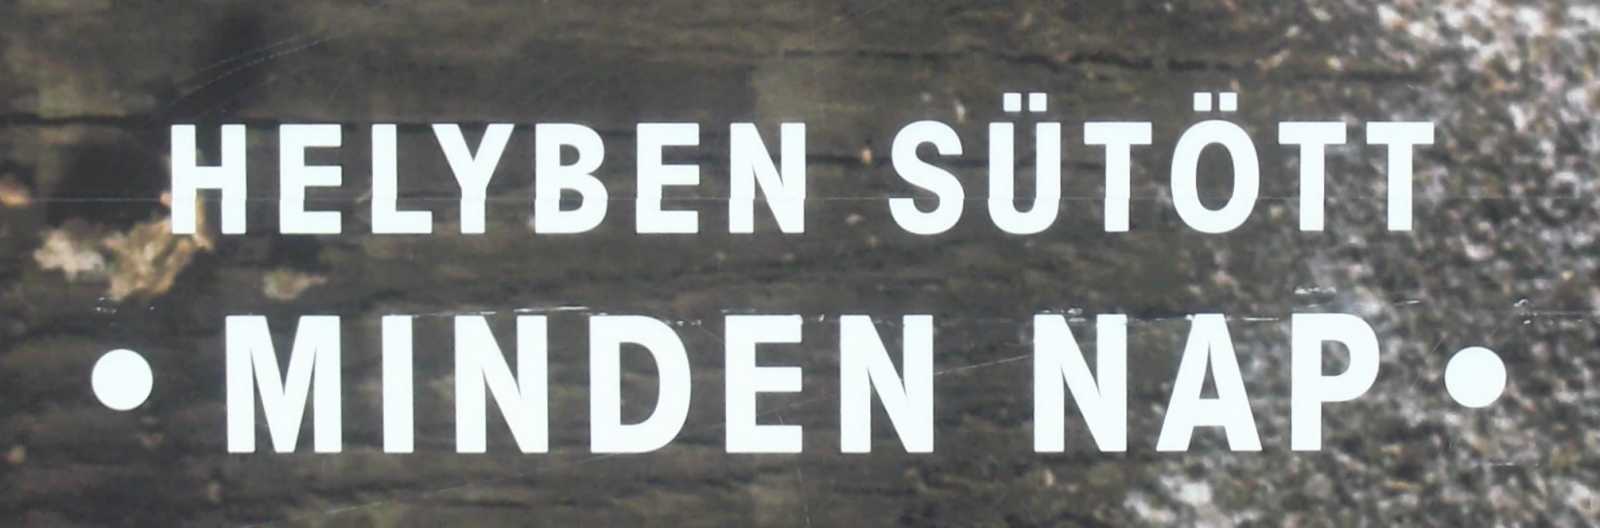 HELYBEN SÜTÖTT
• MINDEN NAP •